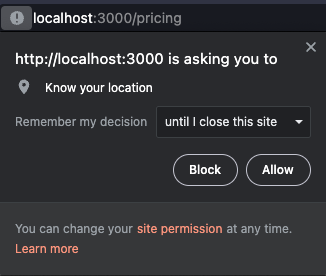 localhost:3000/pricing
http://localhost:3000 is asking you to
Know your location
Remember my decision until I close this site
Block Allow
You can change your site permission at any time.
Learn more